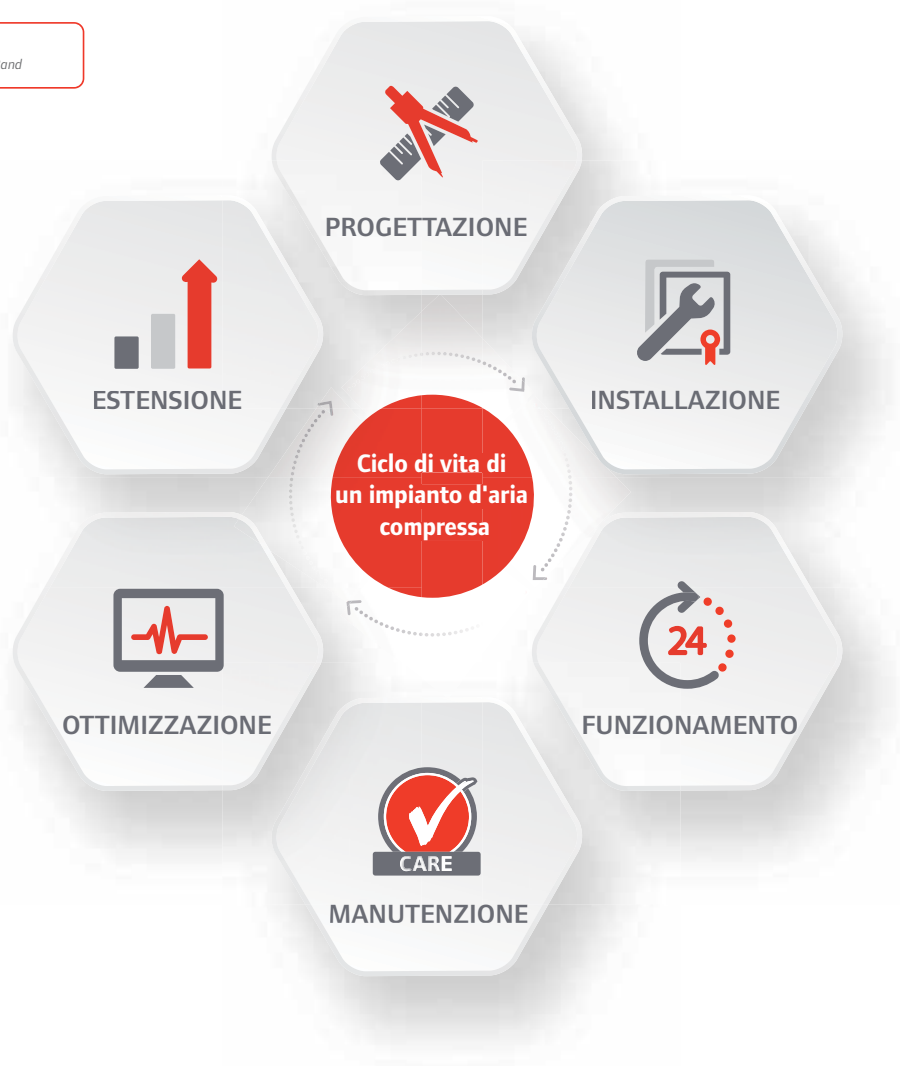 and
PROGETTAZIONE
ESTENSIONE
INSTALLAZIONE
Ciclo di vita di
un impianto d'aria
compressa
24
OTTIMIZZAZIONE
FUNZIONAMENTO
CARE
MANUTENZIONE